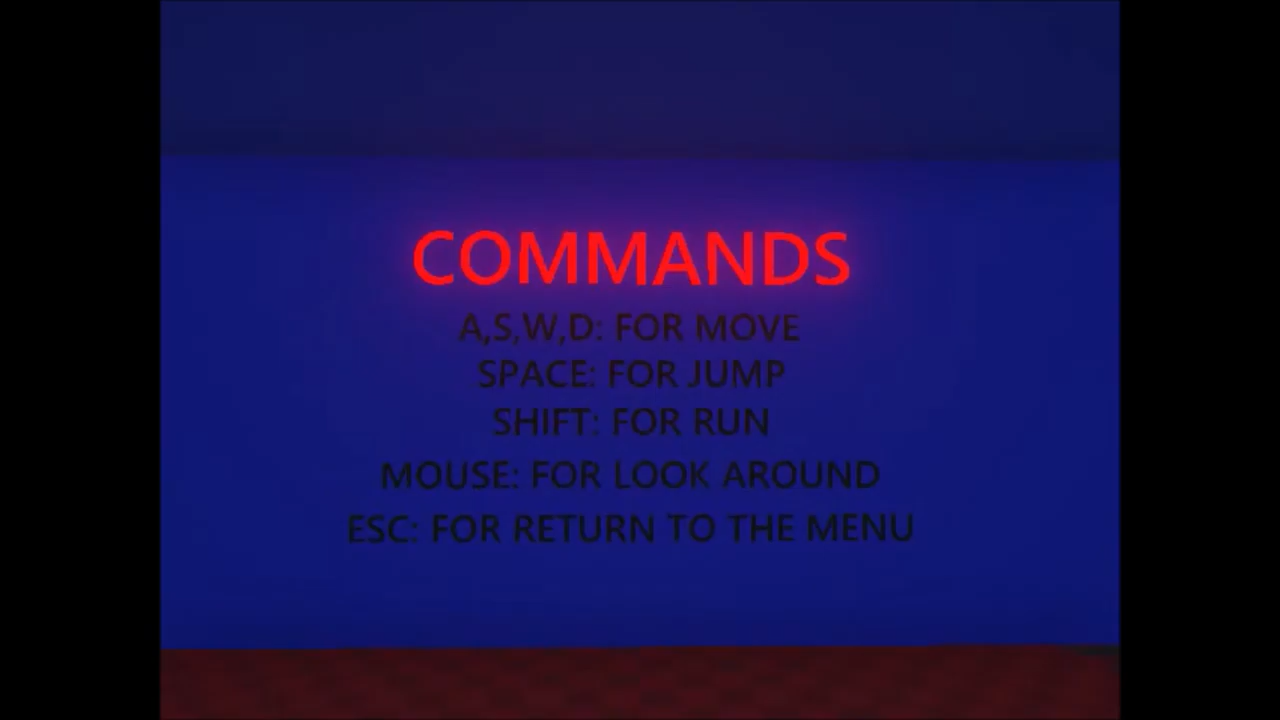 COMMANDS
A,S,W,D: FOR MOVE
SPACE: FOR JUMP
SHIFT: FOR RUN
MOUSE: FOR LOOK AROUND
ESC: FOR RETURN TO THE MENU